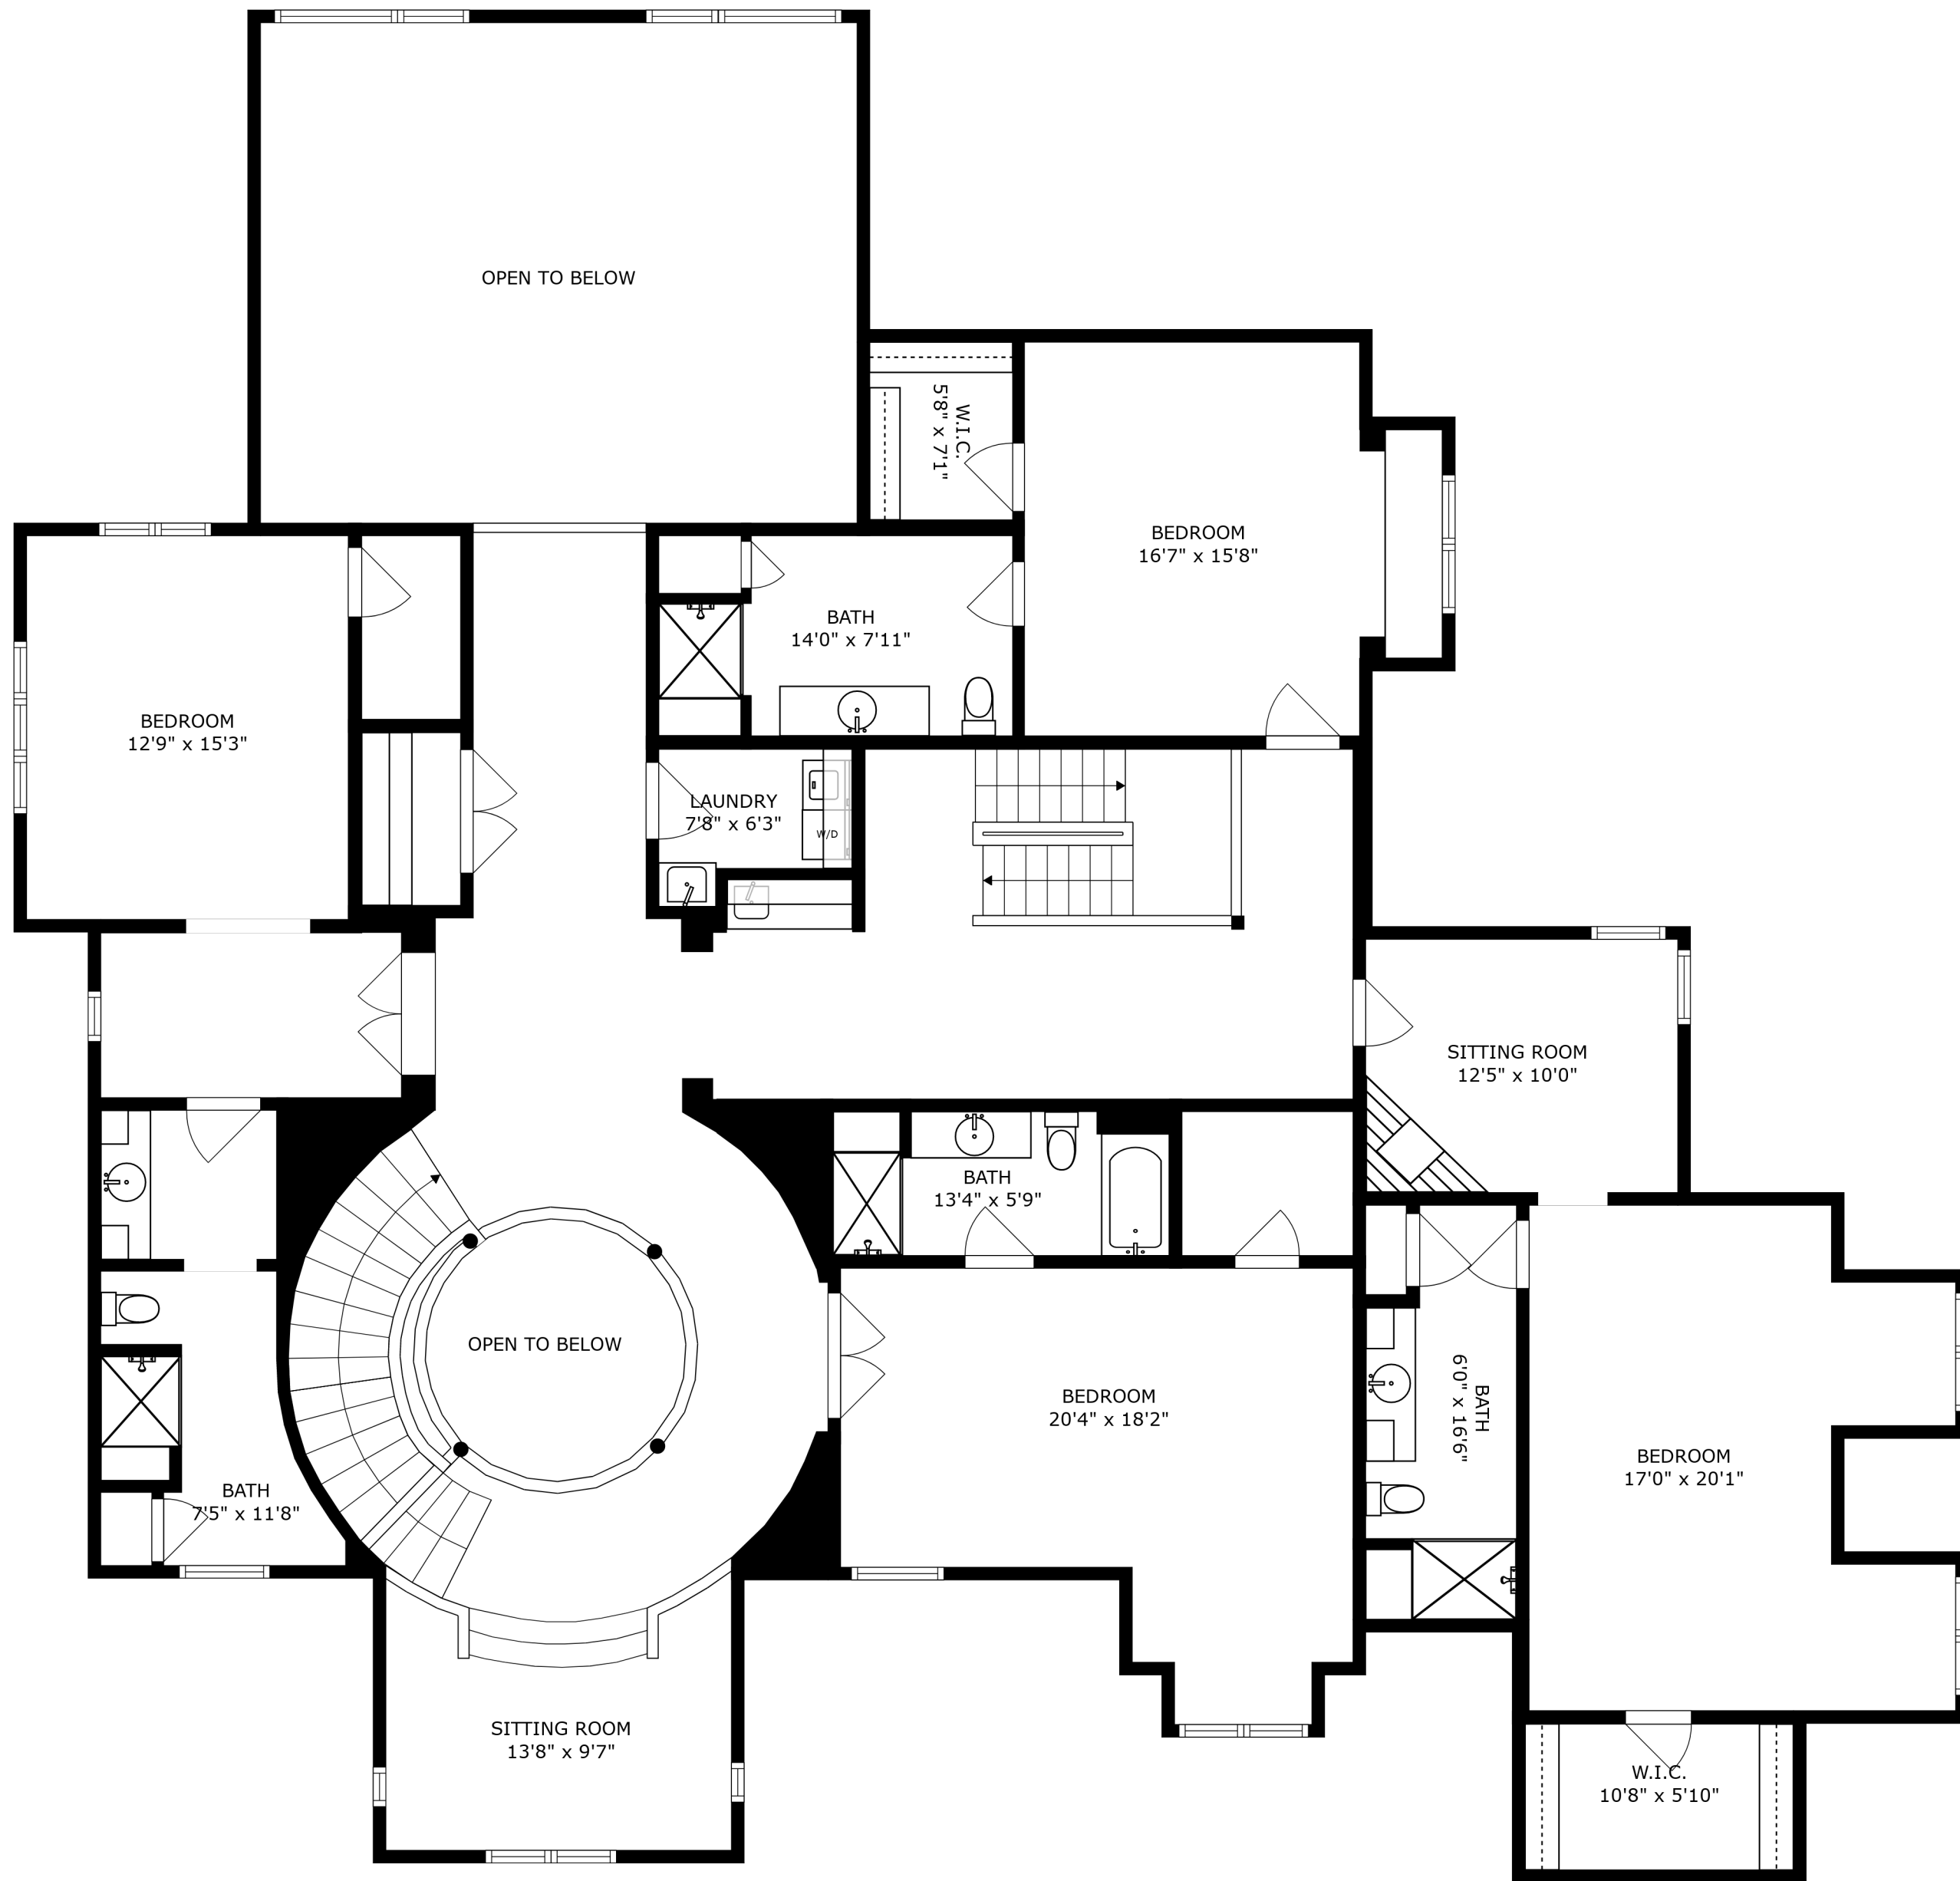 OPEN TO BELOW
W.I.C.
5'8" x 7'1"
BEDROOM
16'7" x 15'8"
BATH
14'0" x 7'11"
BEDROOM
12'9" x 15'3"
LAUNDRY
7'8" x 6'3"
W/D
SITTING ROOM
12'5" x 10'0"
BATH
13'4" x 5'9"
OPEN TO BELOW
BEDROOM
20'4" x 18'2"
BATH
6'0" x 16'6"
BEDROOM
17'0" x 20'1"
BATH
7'5" x 11'8"
SITTING ROOM
13'8" x 9'7"
W.I.C.
10'8" x 5'10"